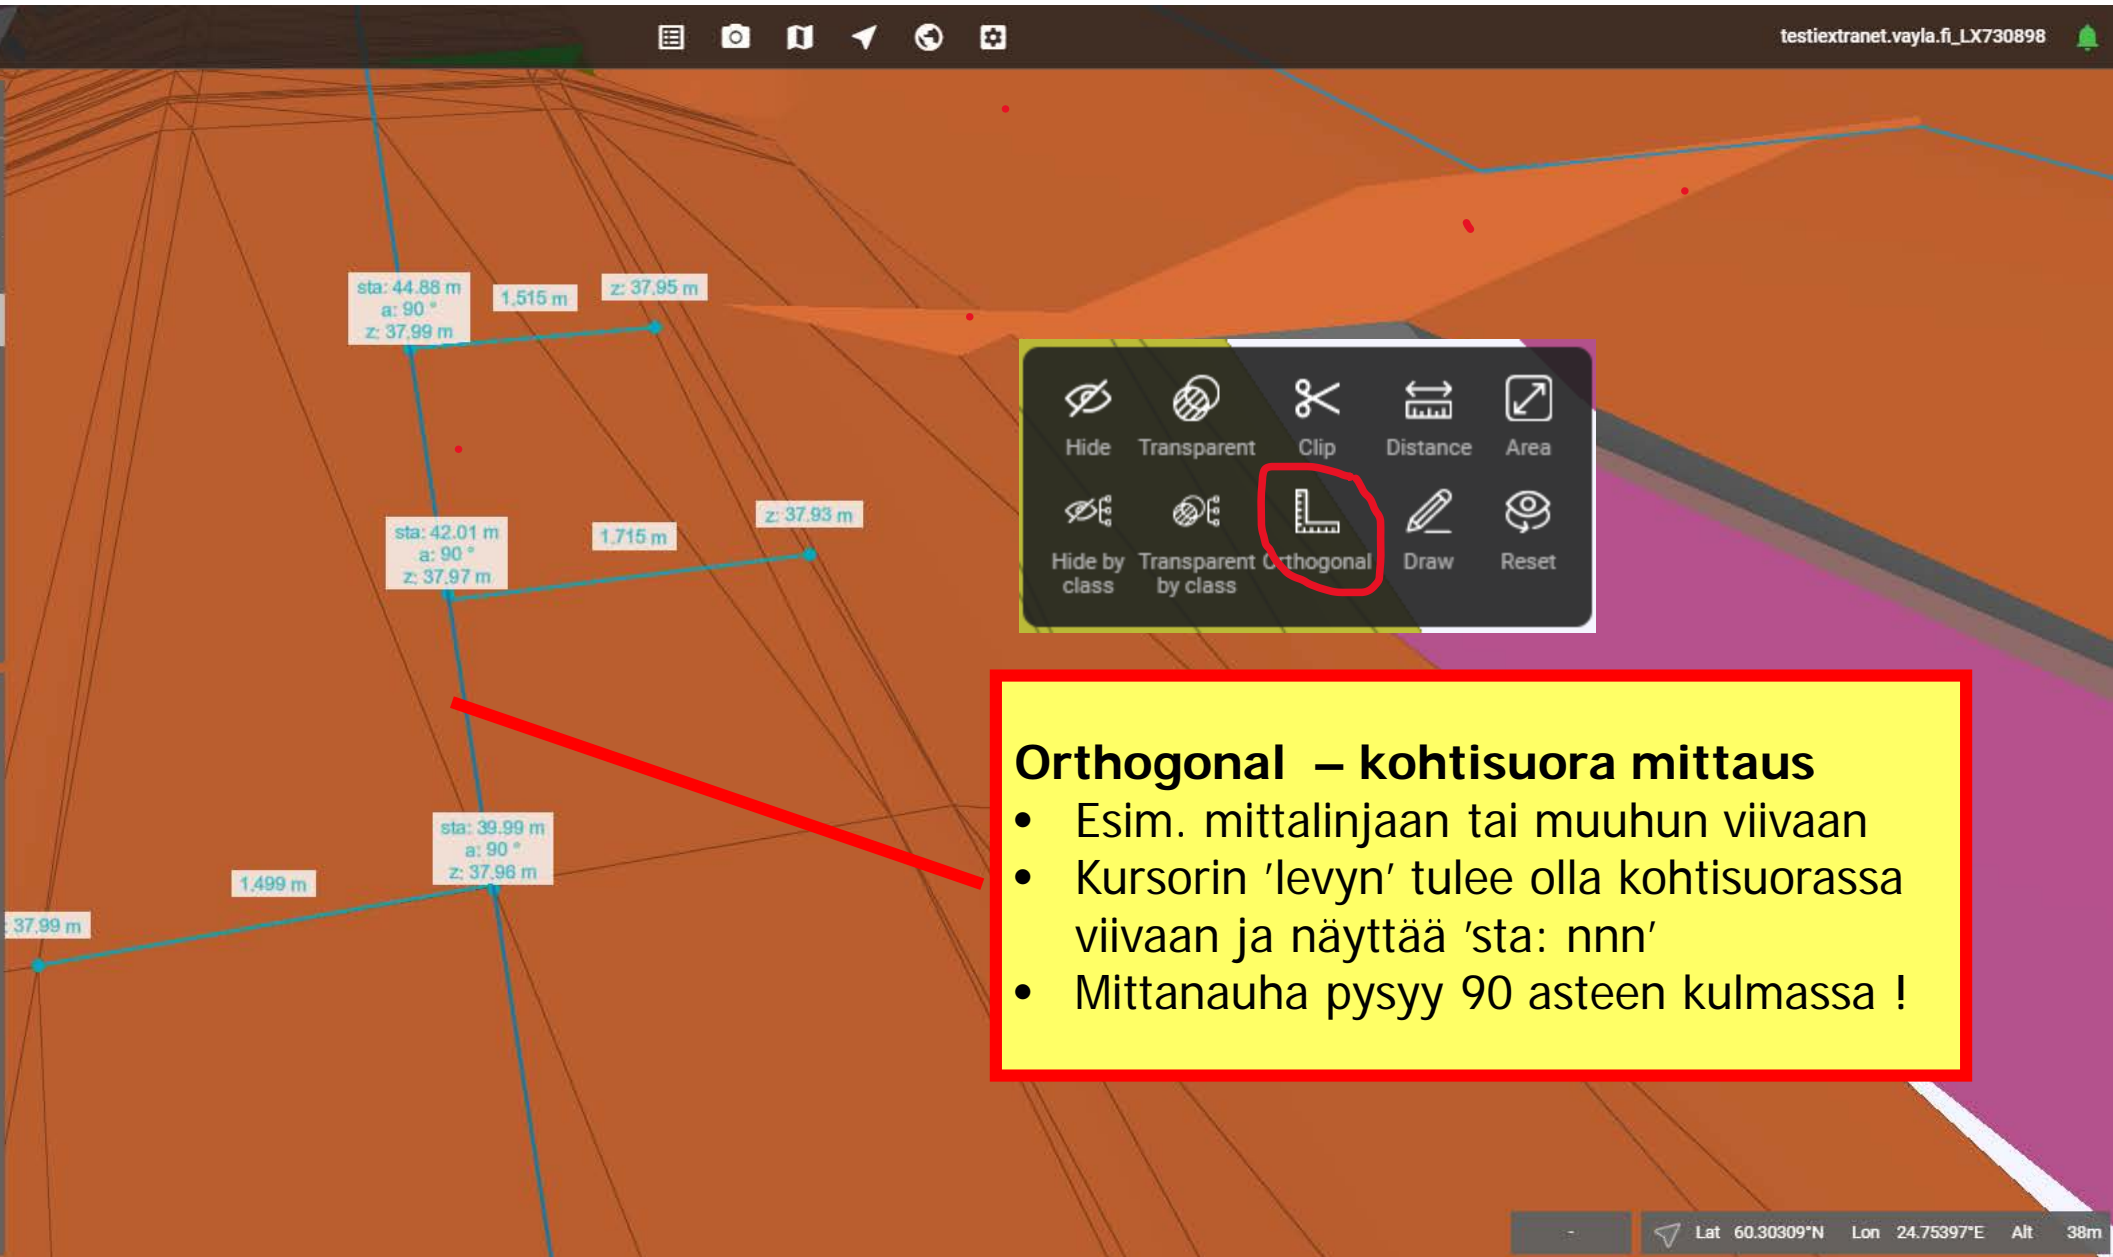 testiextranet.vayla.fi_LX730898
sta: 44.88 m
a: 90 °
z: 37.99 m
1.515 m
z: 37.95 m
sta: 42.01 m
a: 90 °
z: 37.97 m
1.715 m
z: 37.93 m
sta: 39.99 m
a: 90 °
z: 37.96 m
1.499 m
: 37.99 m
Hide Transparent Clip Distance Area
Hide by class
Transparent by class
Orthogonal
Draw
Reset
Orthogonal – kohtisuora mittaus
• Esim. mittalinjaan tai muuhun viivaan
• Kursorin ’levyn’ tulee olla kohtisuorassa
viivaan ja näyttää ’sta: nnn’
• Mittanauha pysyy 90 asteen kulmassa !
- Lat 60.30309°N Lon 24.75397°E Alt 38m